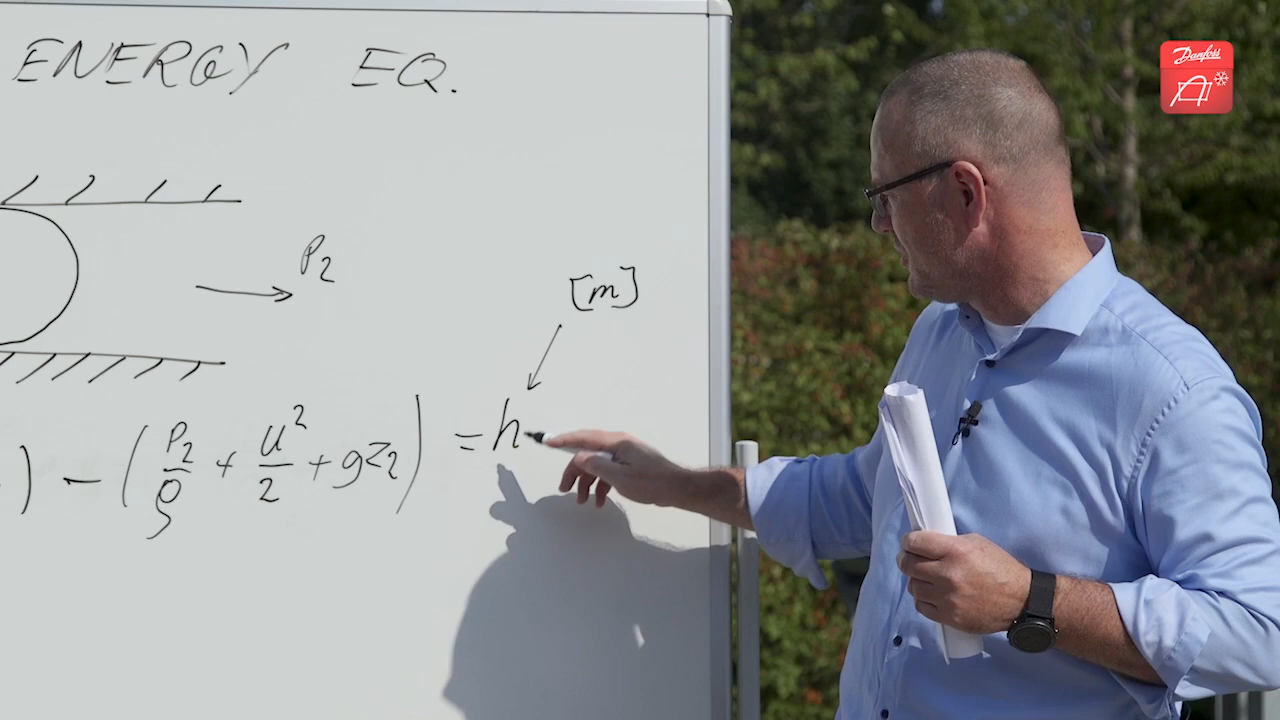 ENERGY EQ.
Danfoss
P2
[m]
) - (P2/ρ + u²/2 + gz2) = h